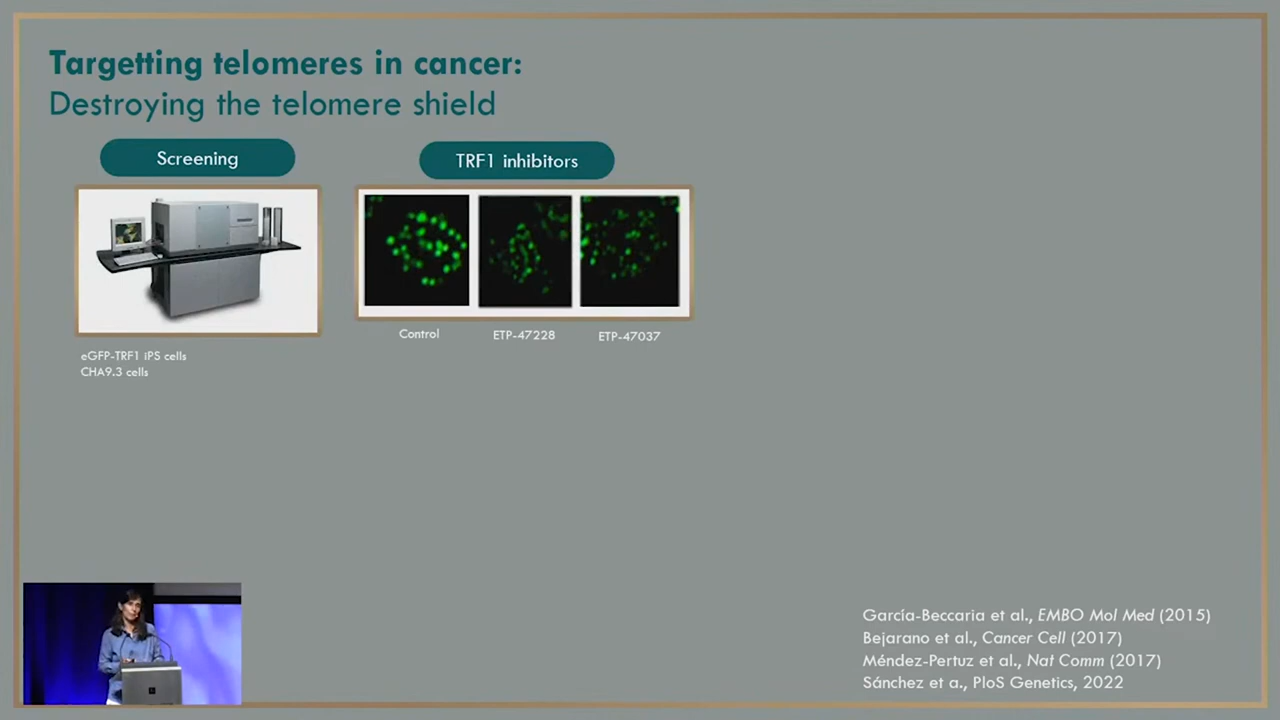 Targetting telomeres in cancer:
Destroying the telomere shield
Screening
TRF1 inhibitors
Control
ETP-47228
ETP-47037
eGFP-TRF1 iPS cells
CHA9.3 cells
García-Beccaria et al., EMBO Mol Med (2015)
Bejarano et al., Cancer Cell (2017)
Méndez-Pertuz et al., Nat Comm (2017)
Sánchez et a., PloS Genetics, 2022